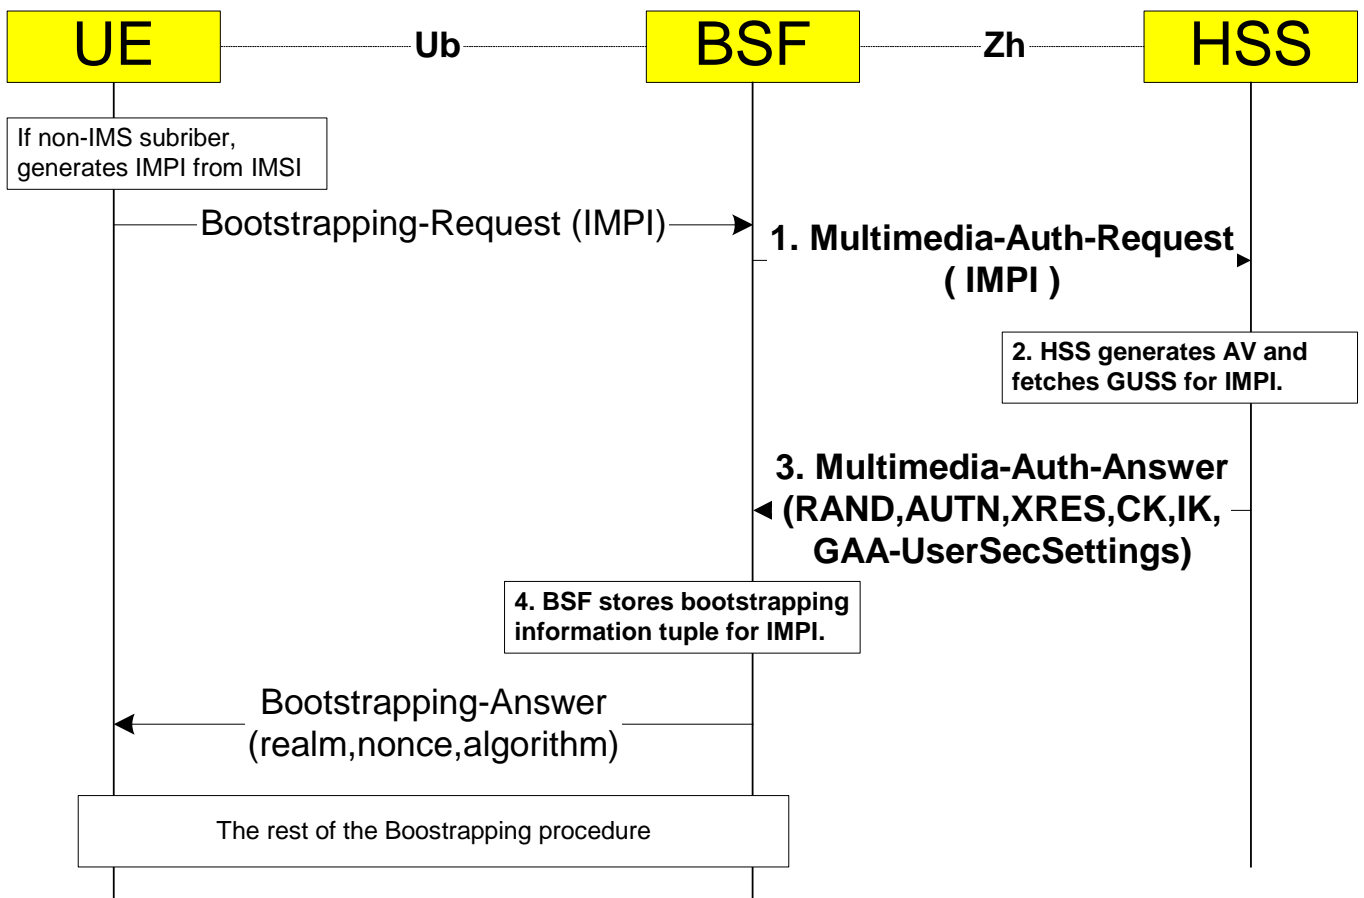 UE
Ub
BSF
Zh
HSS
If non-IMS subriber,
generates IMPI from IMSI
Bootstrapping-Request (IMPI)
1. Multimedia-Auth-Request
( IMPI )
2. HSS generates AV and
fetches GUSS for IMPI.
3. Multimedia-Auth-Answer
(RAND,AUTN,XRES,CK,IK,
GAA-UserSecSettings)
4. BSF stores bootstrapping
information tuple for IMPI.
Bootstrapping-Answer
(realm,nonce,algorithm)
The rest of the Boostrapping procedure